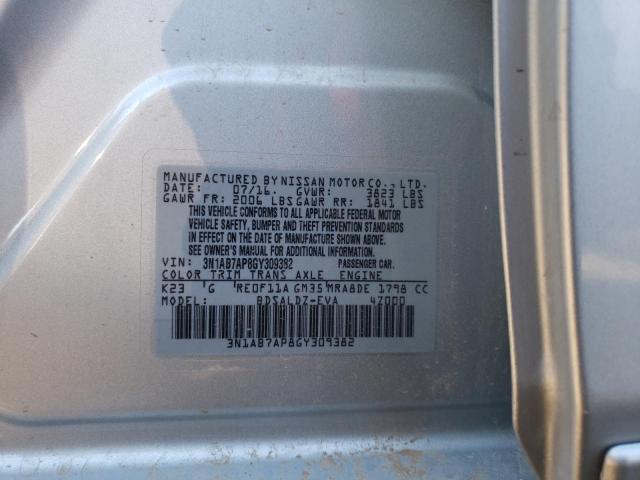 MANUFACTURED BY NISSAN MOTOR CO., LTD.
DATE: 07/16. GVWR: 3823 LBS
GAWR FR: 2006 LBS GAWR RR: 1841 LBS
THIS VEHICLE CONFORMS TO ALL APPLICABLE FEDERAL MOTOR
VEHICLE SAFETY, BUMPER AND THEFT PREVENTION STANDARDS
IN EFFECT ON THE DATE OF MANUFACTURE SHOWN ABOVE.
SEE OWNER'S MANUAL FOR ADDITIONAL INFORMATION.
VIN: 3N1AB7AP8GY309382 PASSENGER CAR.
COLOR TRIM TRANS AXLE ENGINE
K23 G RE0F11A GM35 MRA8DE 1798 CC
MODEL: BDSALDZ-EVA 4Z000
3N1AB7AP8GY309382